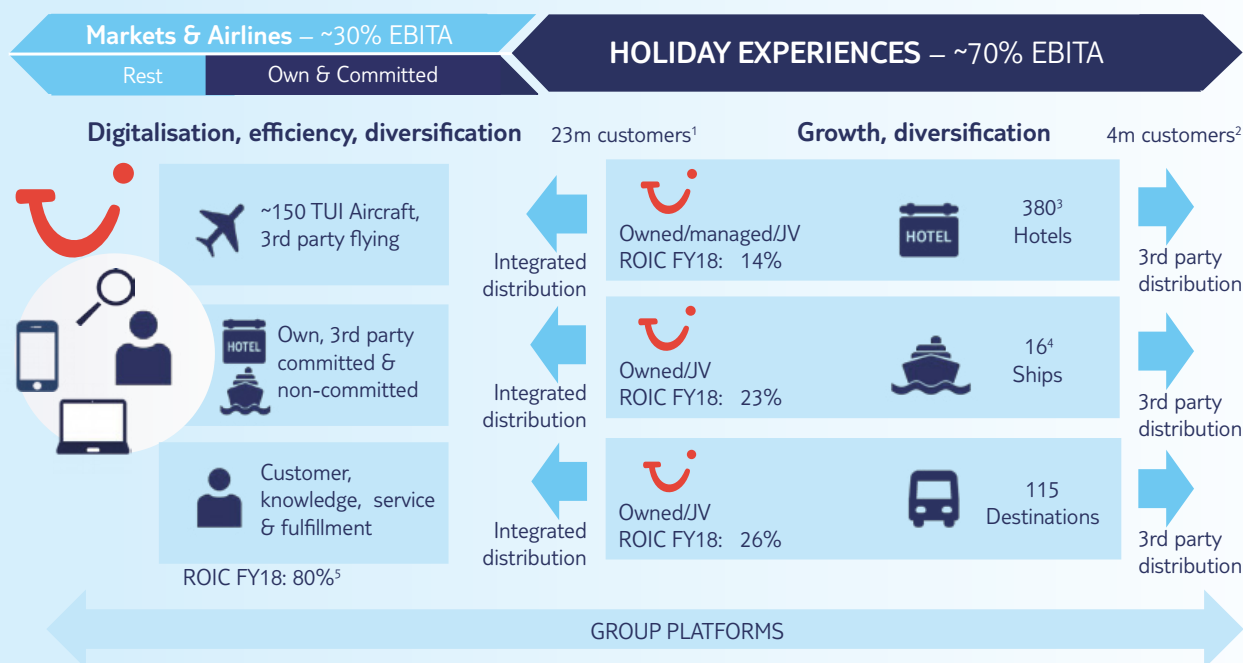 Markets & Airlines – ~30% EBITA
Rest
Own & Committed
HOLIDAY EXPERIENCES – ~70% EBITA
Digitalisation, efficiency, diversification
23m customers¹
Growth, diversification
4m customers²
~150 TUI Aircraft,
3rd party flying
Integrated
distribution
Owned/managed/JV
ROIC FY18: 14%
HOTEL
380³
Hotels
3rd party
distribution
HOTEL
Own, 3rd party
committed &
non-committed
Integrated
distribution
Owned/JV
ROIC FY18: 23%
16⁴
Ships
3rd party
distribution
Customer,
knowledge, service
& fulfillment
Integrated
distribution
Owned/JV
ROIC FY18: 26%
115
Destinations
3rd party
distribution
ROIC FY18: 80%⁵
GROUP PLATFORMS